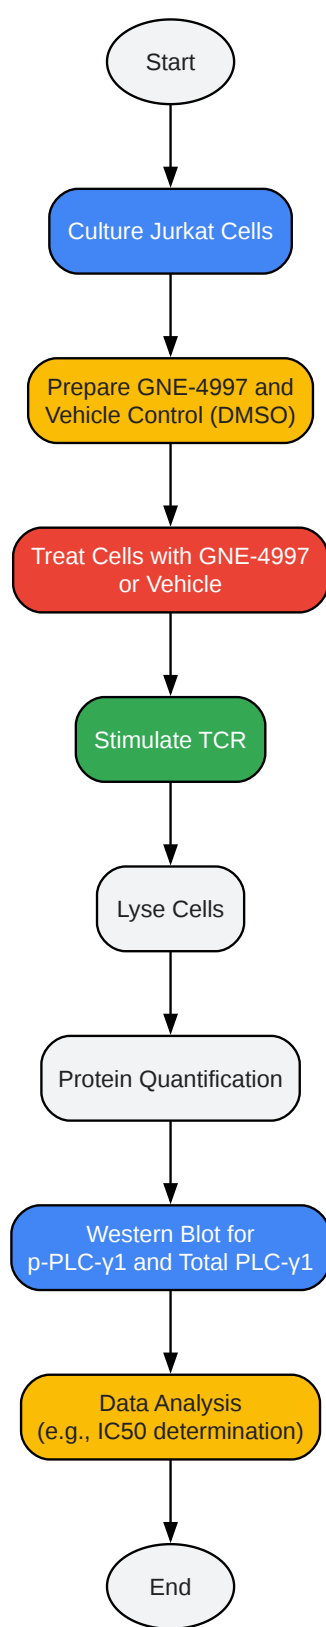 Start
Culture Jurkat Cells
Prepare GNE-4997 and
Vehicle Control (DMSO)
Treat Cells with GNE-4997
or Vehicle
Stimulate TCR
Lyse Cells
Protein Quantification
Western Blot for
p-PLC-γ1 and Total PLC-γ1
Data Analysis
(e.g., IC50 determination)
End